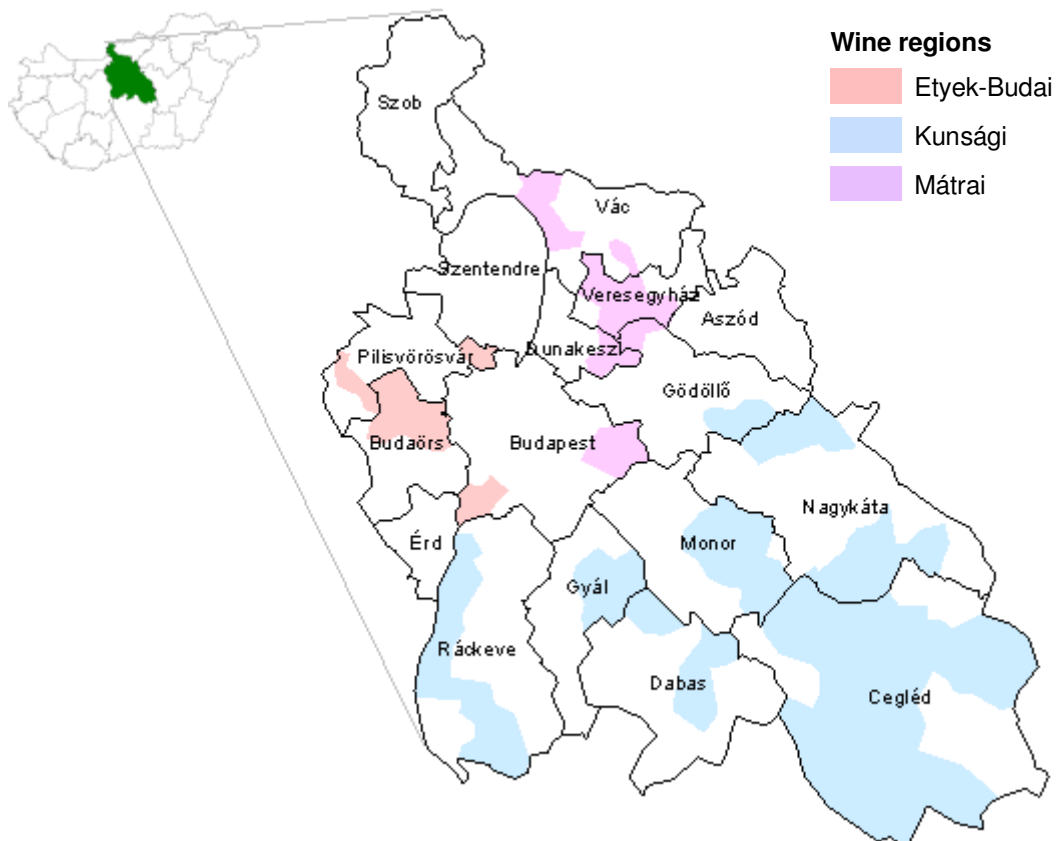 Wine regions
Etyek-Budai
Kunsági
Mátrai
Szob
Vác
Szentendre
Veresegyház
Aszód
Dunakeszi
Pilisvörösvár
Gödöllő
Budaörs
Budapest
Nagykáta
Érd
Monor
Gyál
Ráckeve
Dabas
Cegléd